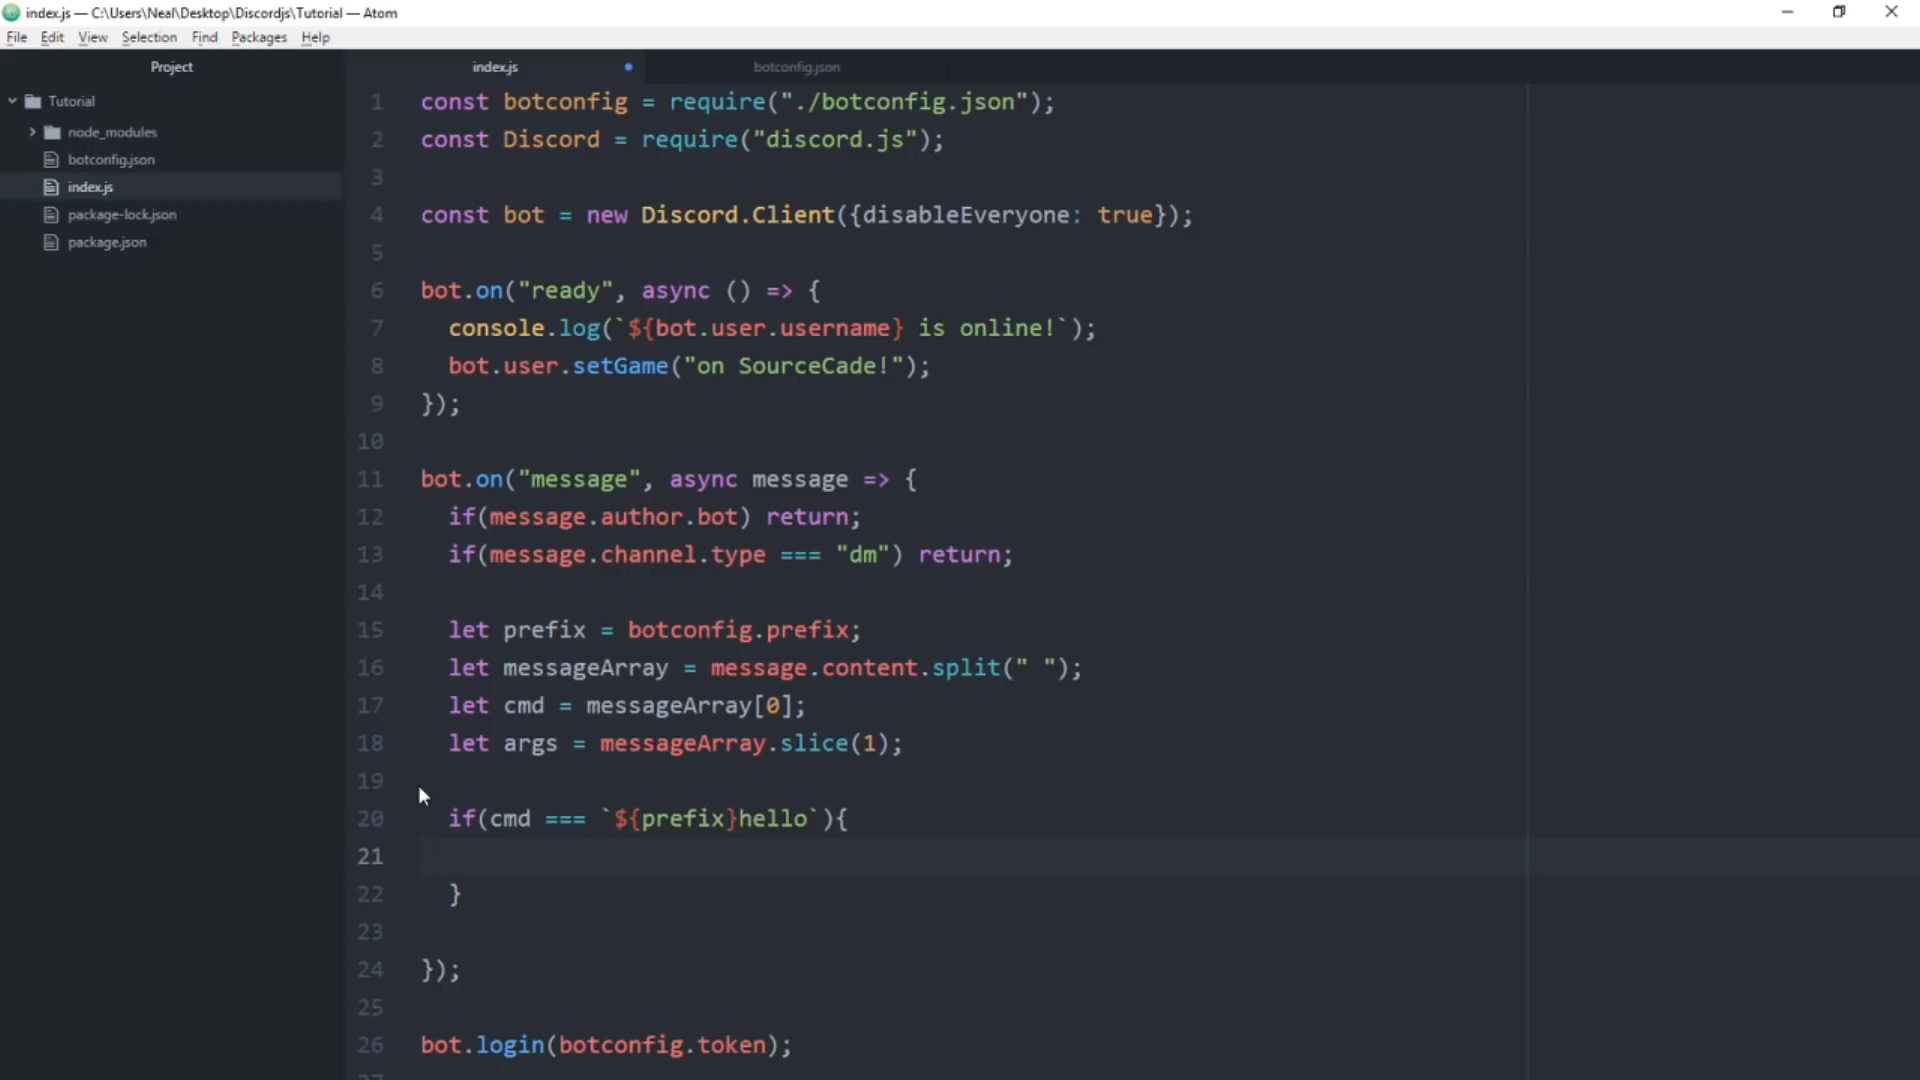 index.js — C:\Users\Neal\Desktop\Discordjs\Tutorial — Atom
File Edit View Selection Find Packages Help
Project
Tutorial
node_modules
botconfig.json
index.js
package-lock.json
package.json
index.js botconfig.json
1 const botconfig = require("./botconfig.json");
2 const Discord = require("discord.js");
3
4 const bot = new Discord.Client({disableEveryone: true});
5
6 bot.on("ready", async () => {
7 console.log(`${bot.user.username} is online!`);
8 bot.user.setGame("on SourceCade!");
9 });
10
11 bot.on("message", async message => {
12 if(message.author.bot) return;
13 if(message.channel.type === "dm") return;
14
15 let prefix = botconfig.prefix;
16 let messageArray = message.content.split(" ");
17 let cmd = messageArray[0];
18 let args = messageArray.slice(1);
19
20 if(cmd === `${prefix}hello`){
21
22 }
23
24 });
25
26 bot.login(botconfig.token);
27